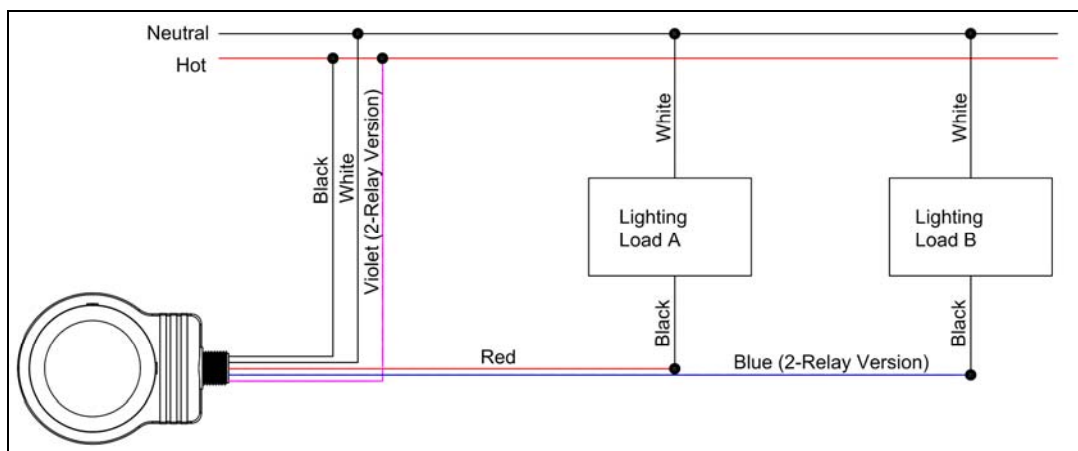 Neutral
Hot
Black
White
Violet (2-Relay Version)
White
White
Lighting
Load A
Lighting
Load B
Black
Black
Red
Blue (2-Relay Version)